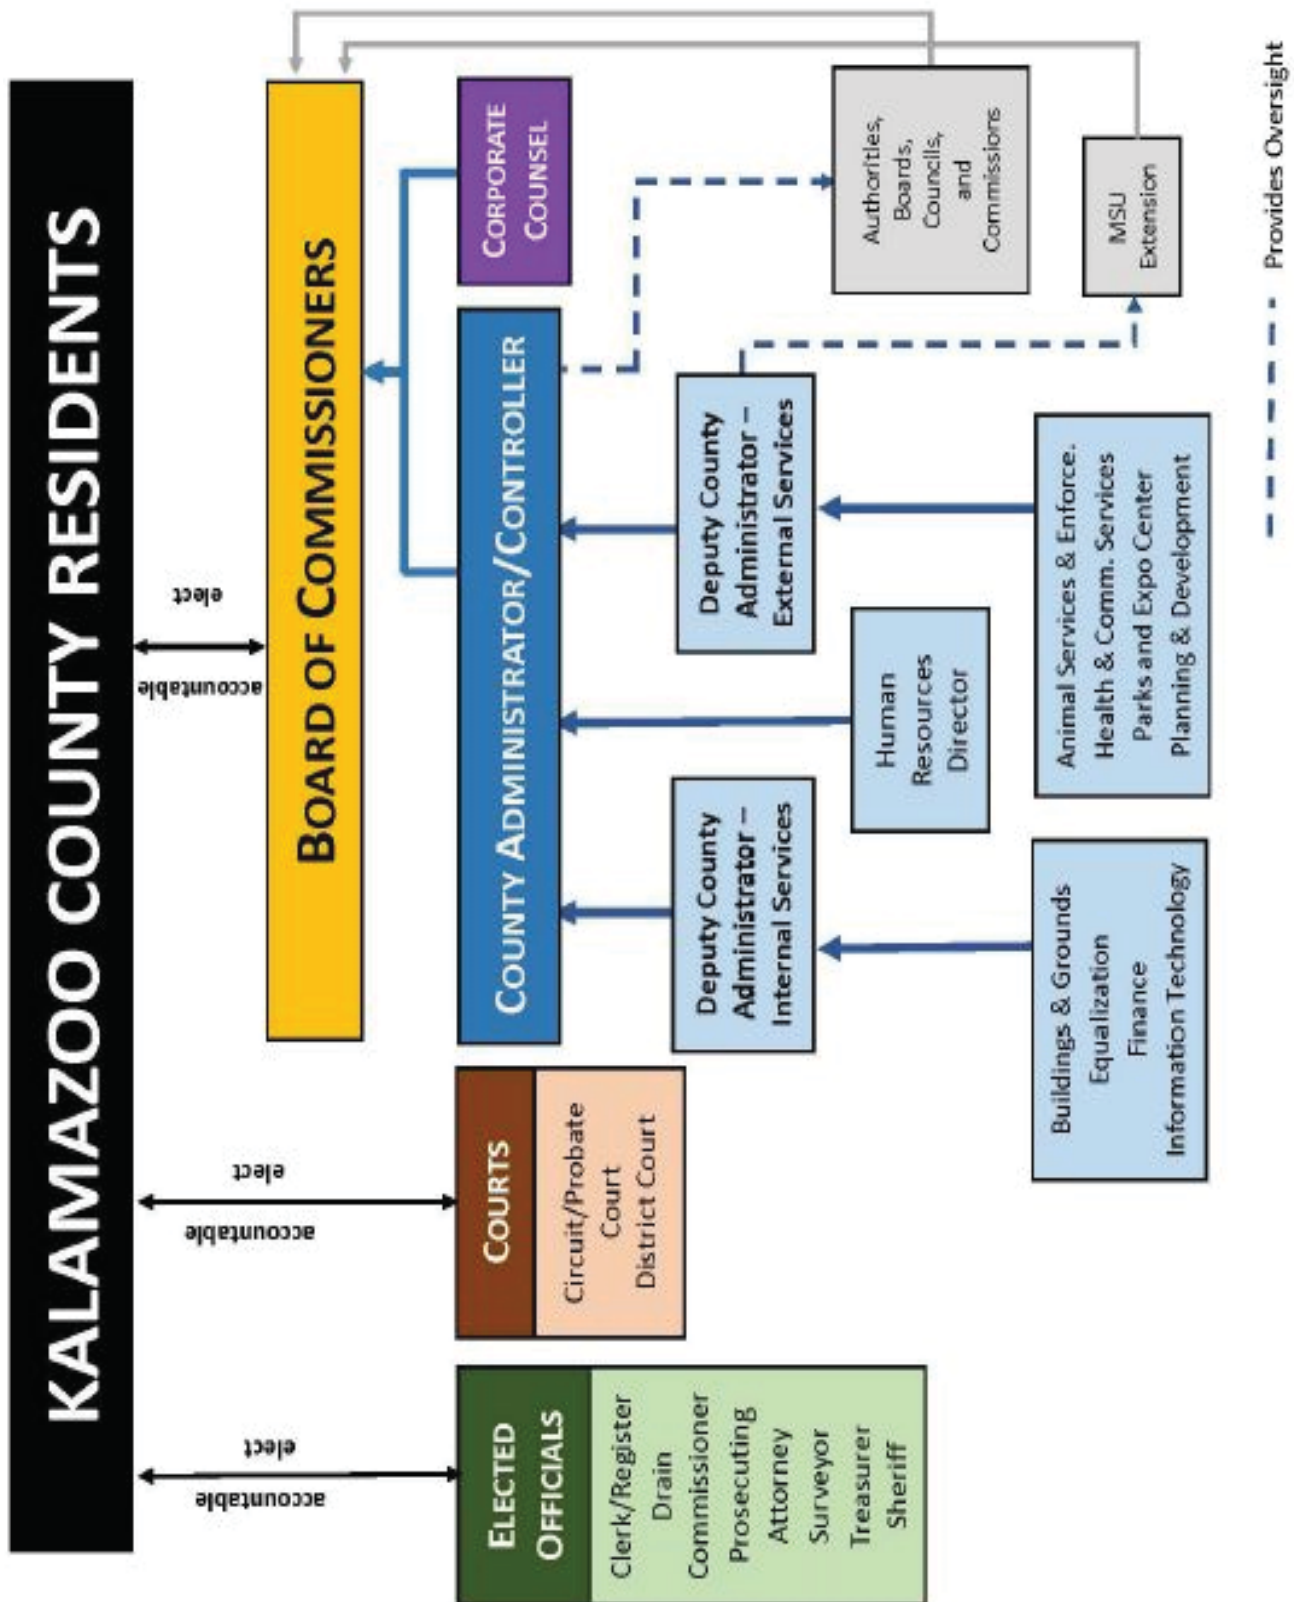 KALAMAZOO COUNTY RESIDENTS
accountable
elect
accountable
elect
accountable
elect
BOARD OF COMMISSIONERS
ELECTED
OFFICIALS
Clerk/Register
Drain
Commissioner
Prosecuting
Attorney
Surveyor
Treasurer
Sheriff
COURTS
Circuit/Probate
Court
District Court
COUNTY ADMINISTRATOR/CONTROLLER
CORPORATE
COUNSEL
Deputy County
Administrator –
Internal Services
Human
Resources
Director
Deputy County
Administrator –
External Services
Authorities,
Boards,
Councils,
and
Commissions
Buildings & Grounds
Equalization
Finance
Information Technology
Animal Services & Enforce.
Health & Comm. Services
Parks and Expo Center
Planning & Development
MSU
Extension
Provides Oversight